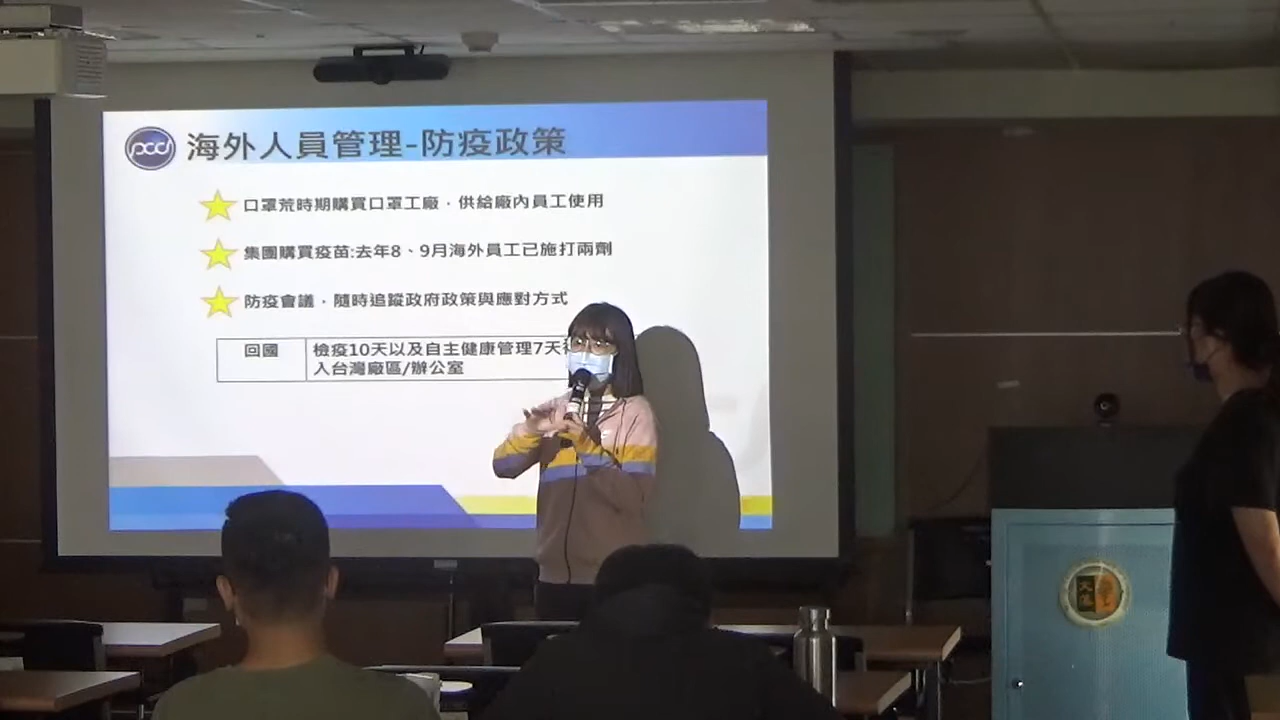 pcd
海外人員管理-防疫政策
口罩荒時期購買口罩工廠，供給廠內員工使用
集團購買疫苗:去年8、9月海外員工已施打兩劑
防疫會議，隨時追蹤政府政策與應對方式
回國
檢疫10天以及自主健康管理7天
入台灣廠區/辦公室